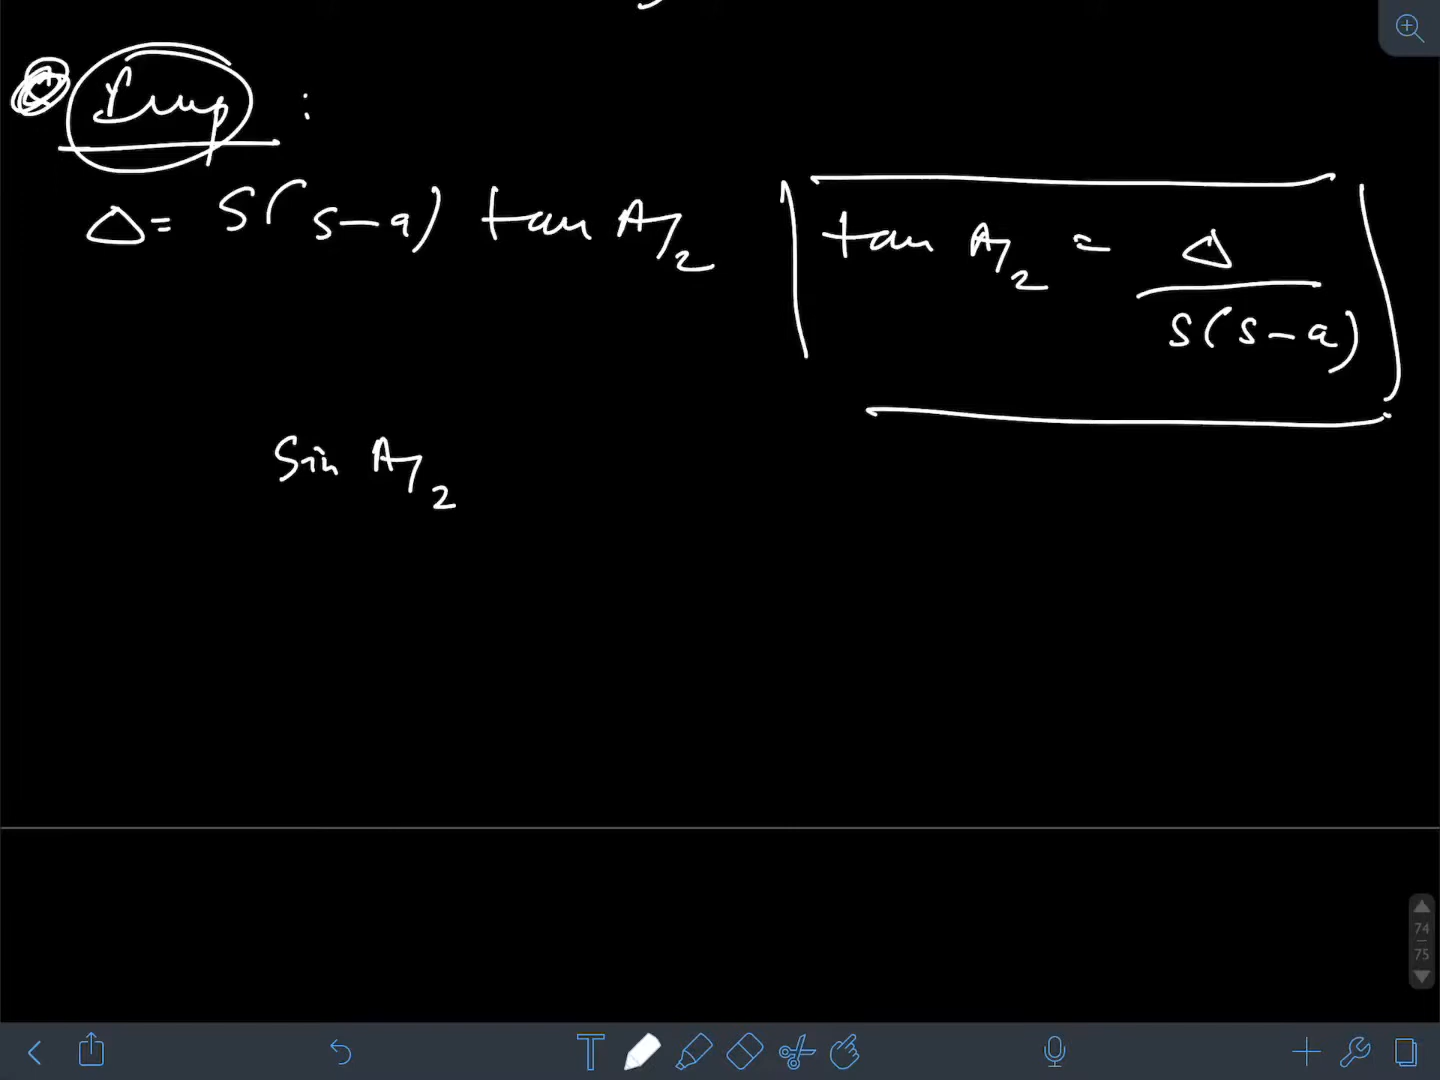 Imp :
Δ = S(s-a) tan A/2
tan A/2 = Δ / S(s-a)
Sin A/2
T
74
75